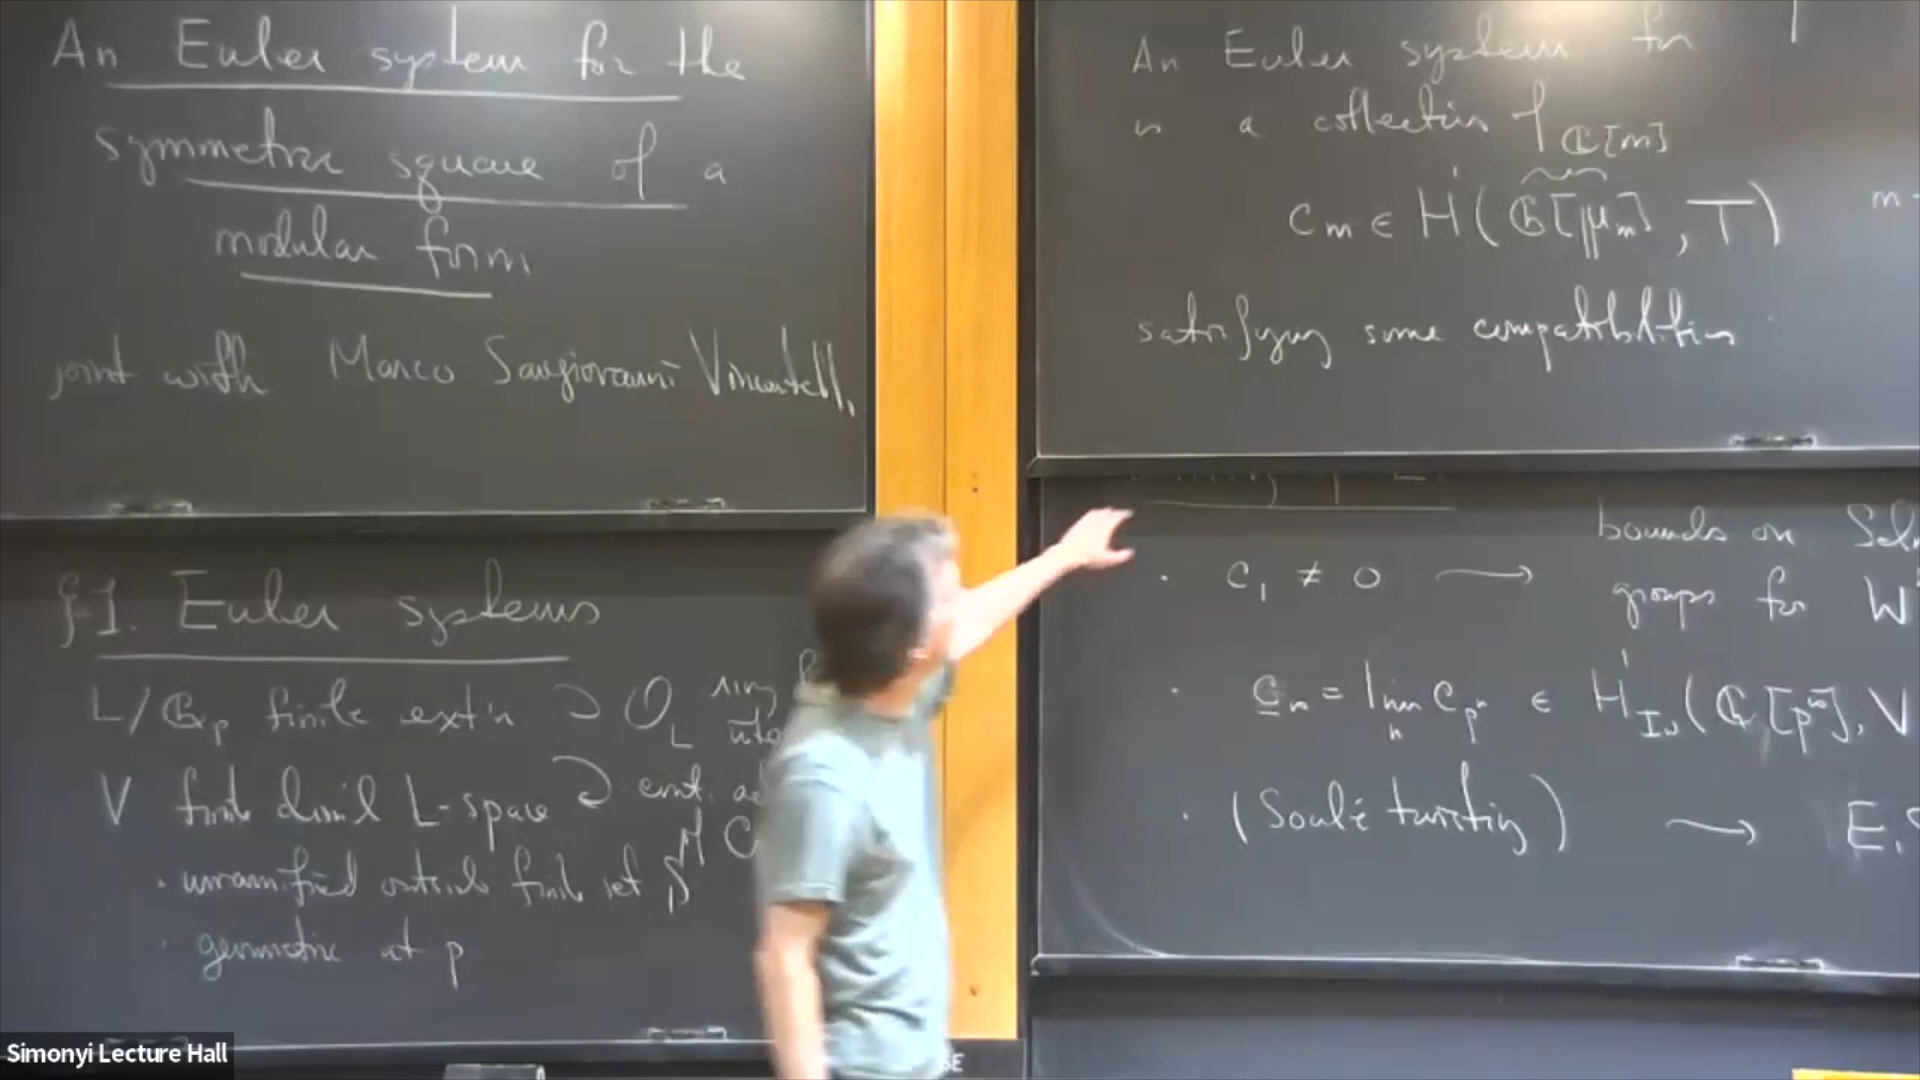 An Euler system for the
symmetric square of a
modular form
joint with Marco Sangiovanni Vincentelli
§1. Euler systems
L/ℚp finite ext'n ⊃ O_L ring
V finite dim'l L-space ⊃ cont.
· unramified outside finite set S
· geometric at p
An Euler system for
is a collection of
ℚ[m]
c_m ∈ H¹(ℚ[μ_m], T)
satisfying some compatibilities
· c_1 ≠ 0 → bounds on
groups for W
· c_∞ = lim_n c_{p^n} ∈ H¹_{Iw}(ℚ[p^∞], V
· (Soulé twisting) → E.S
Simonyi Lecture Hall